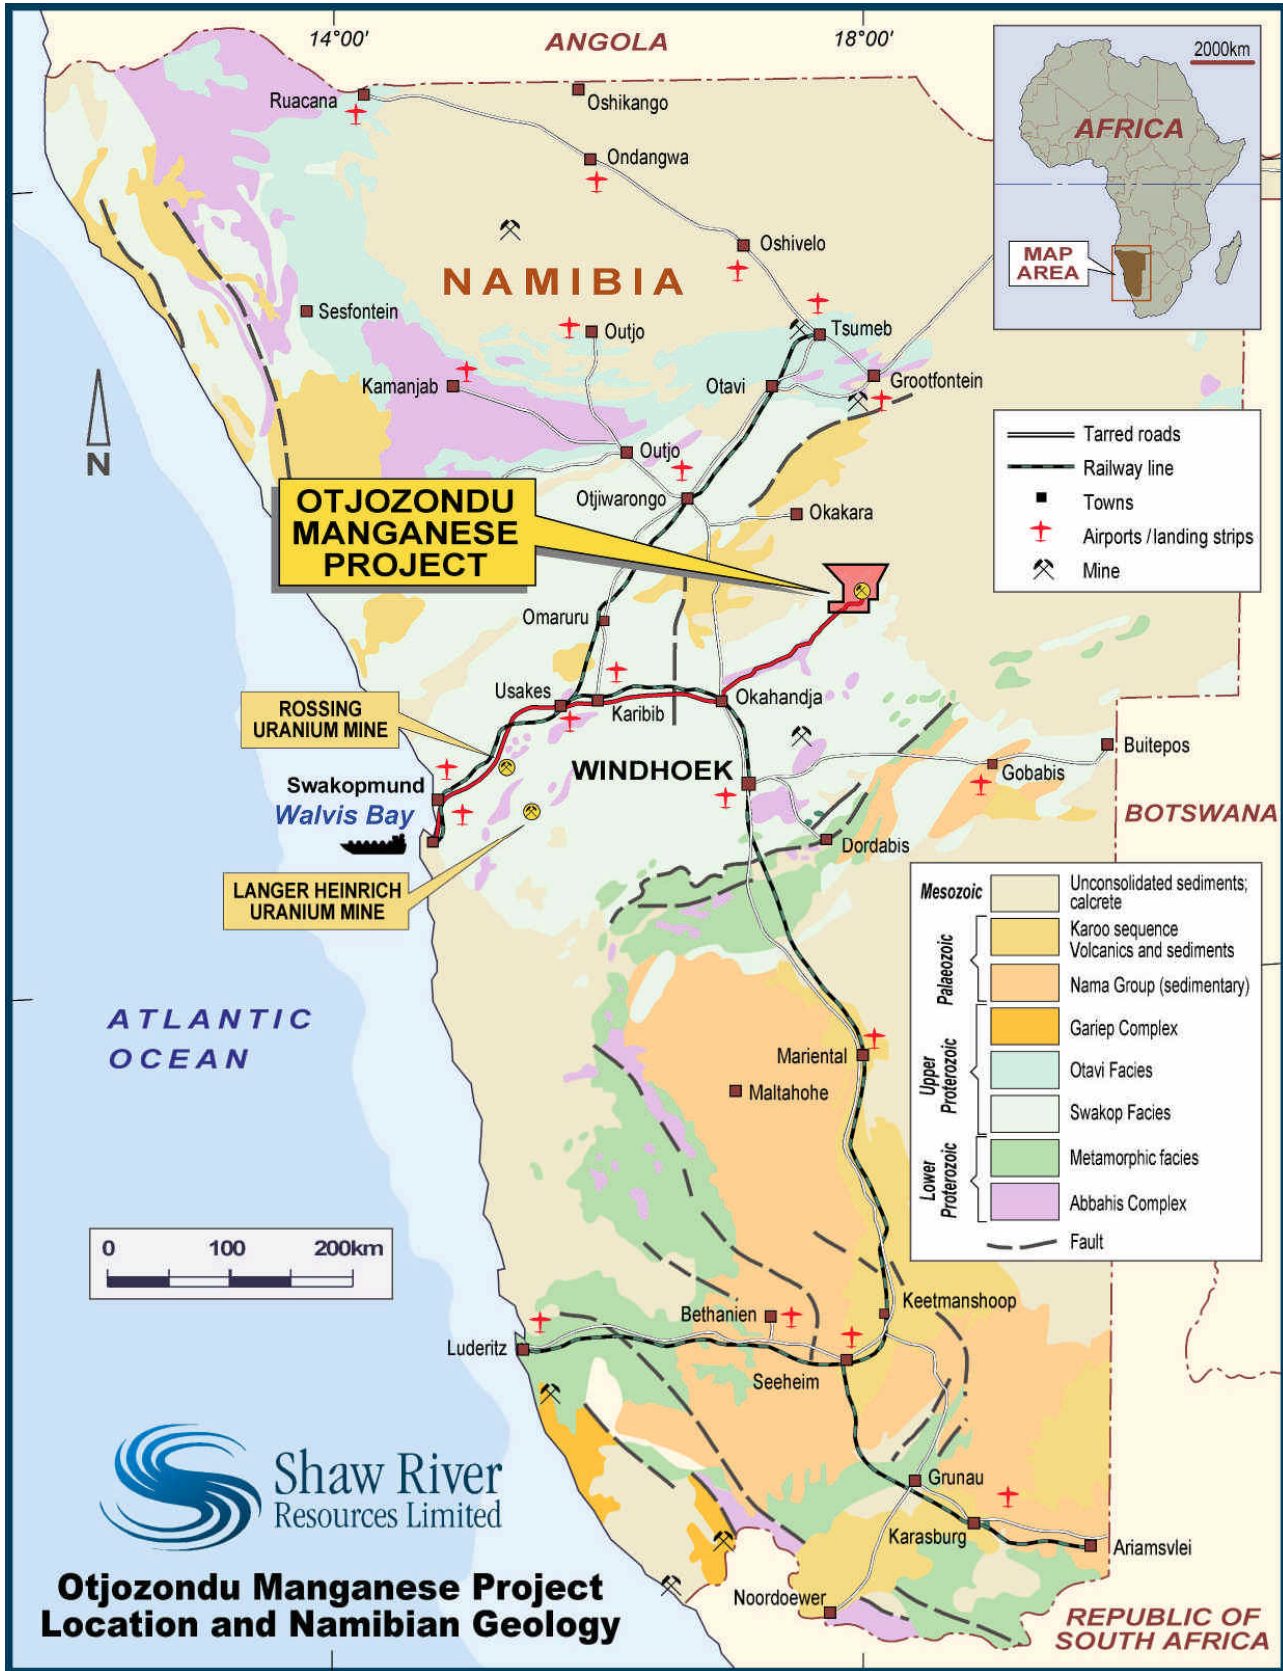 14°00'
ANGOLA
18°00'
2000km
AFRICA
MAP
AREA
Ruacana
Oshikango
Ondangwa
Oshivelo
NAMIBIA
Sesfontein
Outjo
Tsumeb
Kamanjab
Otavi
Grootfontein
N
Outjo
Otjiwarongo
Okakara
Tarred roads
Railway line
Towns
Airports / landing strips
Mine
OTJOZONDU
MANGANESE
PROJECT
Omaruru
Usakes
Karibib
Okahandja
ROSSING
URANIUM MINE
WINDHOEK
Buitepos
Gobabis
Swakopmund
Walvis Bay
BOTSWANA
Dordabis
LANGER HEINRICH
URANIUM MINE
Mesozoic
Unconsolidated sediments;
calcrete
Palaeozoic
Karoo sequence
Volcanics and sediments
Nama Group (sedimentary)
Upper
Proterozoic
Gariep Complex
Otavi Facies
Swakop Facies
Lower
Proterozoic
Metamorphic facies
Abbahis Complex
Fault
ATLANTIC
OCEAN
Mariental
Maltahohe
0 100 200km
Bethanien
Keetmanshoop
Luderitz
Seeheim
Grunau
Karasburg
Ariamsvlei
Noordoewer
Shaw River
Resources Limited
Otjozondu Manganese Project
Location and Namibian Geology
REPUBLIC OF
SOUTH AFRICA